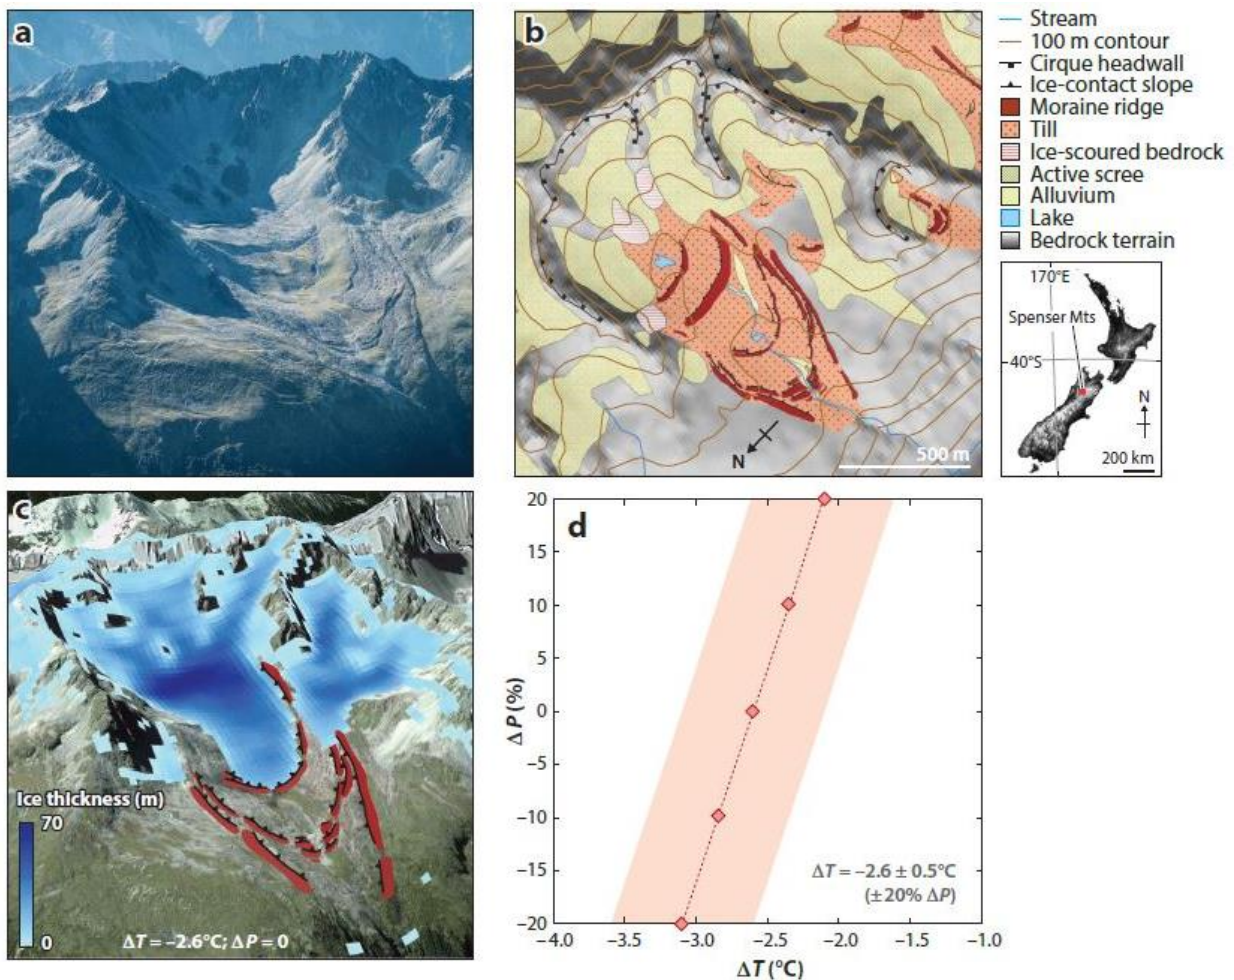 a
b
Stream
100 m contour
Cirque headwall
Ice-contact slope
Moraine ridge
Till
Ice-scoured bedrock
Active scree
Alluvium
Lake
Bedrock terrain
N
500 m
170°E
Spenser Mts
40°S
N
200 km
c
Ice thickness (m)
70
0
ΔT = –2.6°C; ΔP = 0
d
20
15
10
5
0
–5
–10
–15
–20
ΔP (%)
ΔT = –2.6 ± 0.5°C
(±20% ΔP)
–4.0 –3.5 –3.0 –2.5 –2.0 –1.5 –1.0
ΔT (°C)